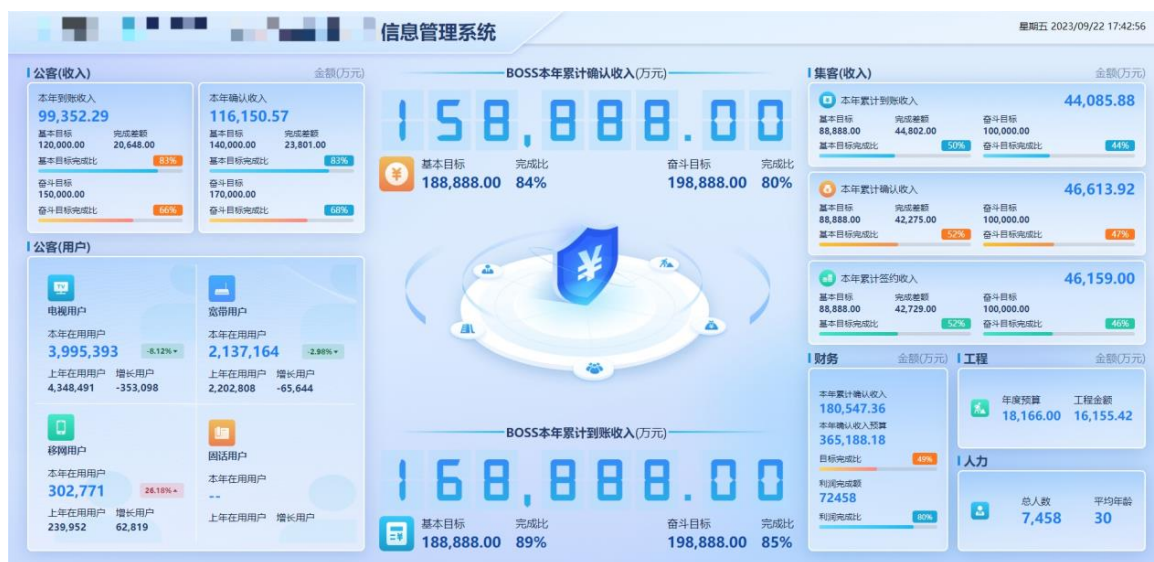 信息管理系统
星期五 2023/09/22 17:42:56
公客(收入) 金额(万元)
本年到账收入
99,352.29
基本目标 完成差额
120,000.00 20,648.00
基本目标完成比 83%
奋斗目标
150,000.00
奋斗目标完成比 66%
本年确认收入
116,150.57
基本目标 完成差额
140,000.00 23,801.00
基本目标完成比 83%
奋斗目标
170,000.00
奋斗目标完成比 68%
公客(用户)
电视用户
本年在用用户
3,995,393 -8.12%
上年在用用户 增长用户
4,348,491 -353,098
宽带用户
本年在用用户
2,137,164 -2.98%
上年在用用户 增长用户
2,202,808 -65,644
移网用户
本年在用用户
302,771 26.18%
上年在用用户 增长用户
239,952 62,819
固话用户
本年在用用户
--
上年在用用户 增长用户
BOSS本年累计确认收入(万元)
158,888.00
基本目标 完成比 奋斗目标 完成比
188,888.00 84% 198,888.00 80%
BOSS本年累计到账收入(万元)
168,888.00
基本目标 完成比 奋斗目标 完成比
188,888.00 89% 198,888.00 85%
集客(收入) 金额(万元)
本年累计到账收入 44,085.88
基本目标 完成差额 奋斗目标
88,888.00 44,802.00 100,000.00
基本目标完成比 50% 奋斗目标完成比 44%
本年累计确认收入 46,613.92
基本目标 完成差额 奋斗目标
88,888.00 42,275.00 100,000.00
基本目标完成比 52% 奋斗目标完成比 47%
本年累计签约收入 46,159.00
基本目标 完成差额 奋斗目标
88,888.00 42,729.00 100,000.00
基本目标完成比 52% 奋斗目标完成比 46%
财务 金额(万元)
本年累计确认收入
180,547.36
本年确认收入预算
365,188.18
目标完成比 49%
利润完成额
72458
利润完成比 80%
工程 金额(万元)
年度预算 工程金额
18,166.00 16,155.42
人力
总人数 平均年龄
7,458 30